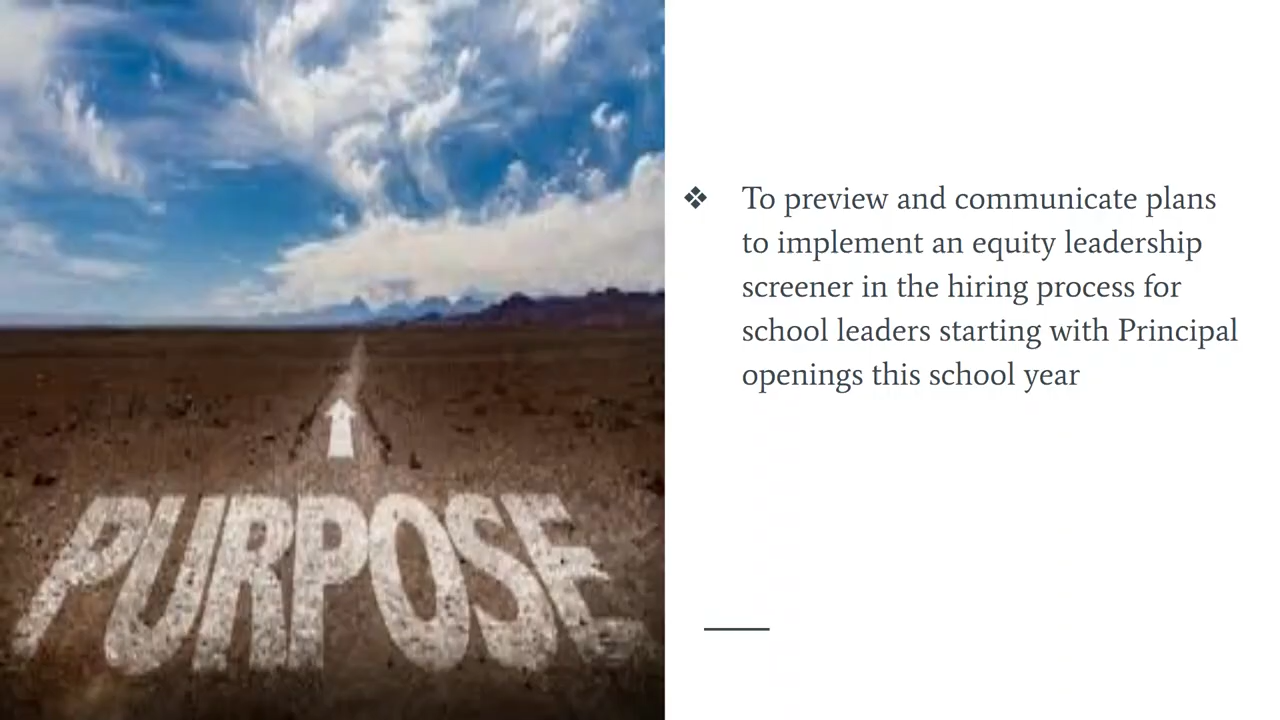 PURPOSE
❖ To preview and communicate plans
to implement an equity leadership
screener in the hiring process for
school leaders starting with Principal
openings this school year